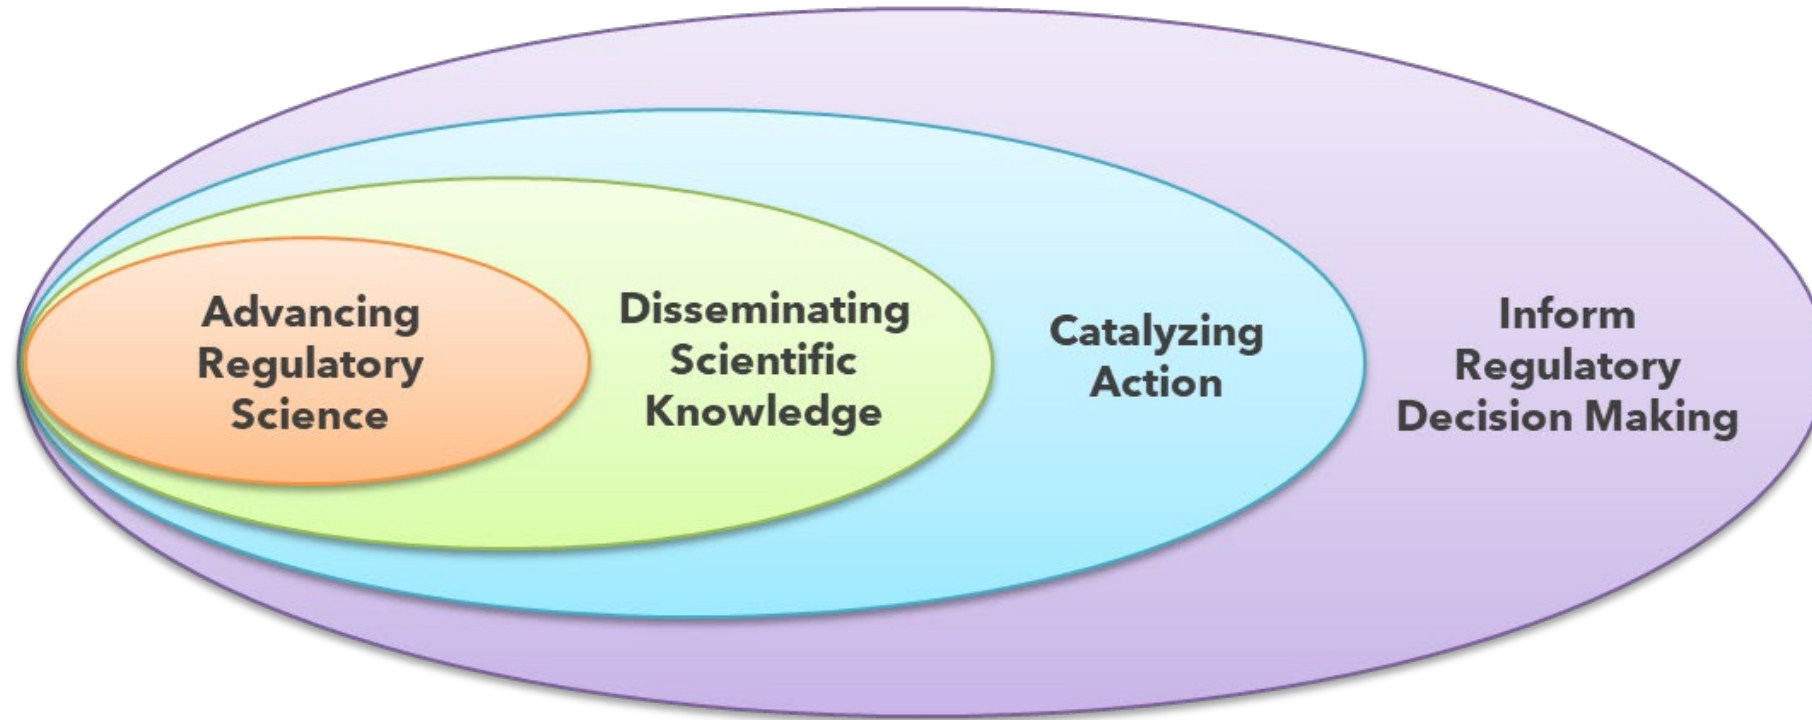 Advancing
Regulatory
Science
Disseminating
Scientific
Knowledge
Catalyzing
Action
Inform
Regulatory
Decision Making